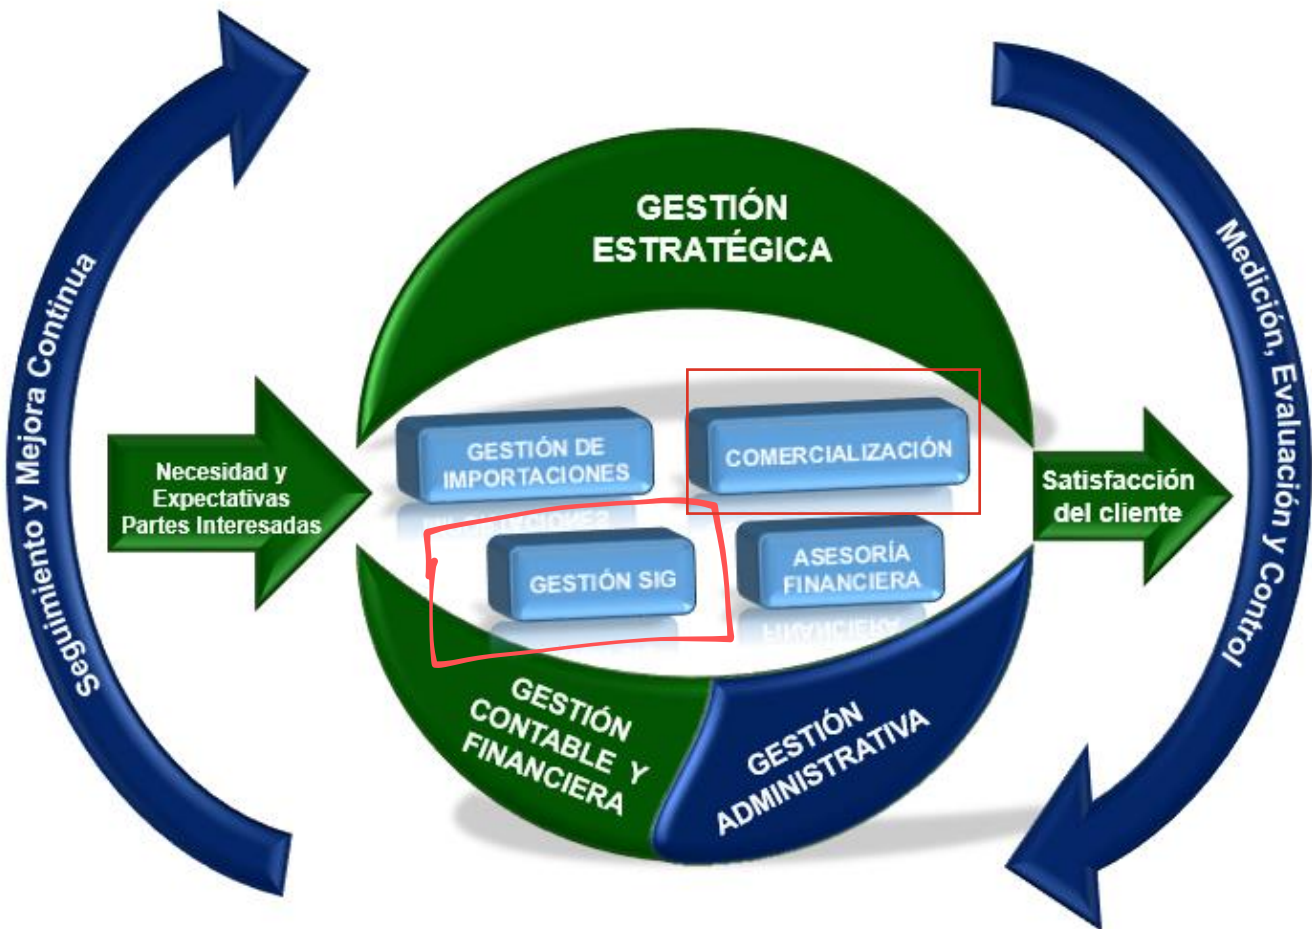 GESTIÓN
ESTRATÉGICA
Seguimiento y Mejora Continua
Necesidad y
Expectativas
Partes Interesadas
GESTIÓN DE
IMPORTACIONES
COMERCIALIZACIÓN
GESTIÓN SIG
ASESORÍA
FINANCIERA
Satisfacción
del cliente
Medición, Evaluación y Control
GESTIÓN
CONTABLE Y
FINANCIERA
GESTIÓN
ADMINISTRATIVA